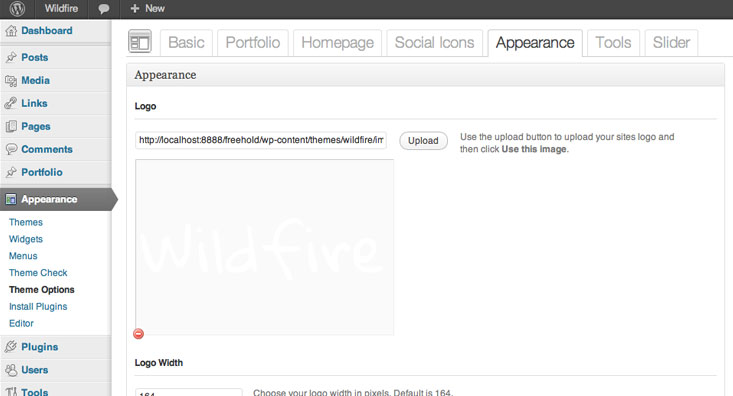 Wildfire
New
Dashboard
Posts
Media
Links
Pages
Comments
Portfolio
Appearance
Themes
Widgets
Menus
Theme Check
Theme Options
Install Plugins
Editor
Plugins
Users
Tools
Basic
Portfolio
Homepage
Social Icons
Appearance
Tools
Slider
Appearance
Logo
http://localhost:8888/freehold/wp-content/themes/wildfire/im
Upload
Use the upload button to upload your sites logo and
then click Use this image.
Wildfire
Logo Width
164
Choose your logo width in pixels. Default is 164.